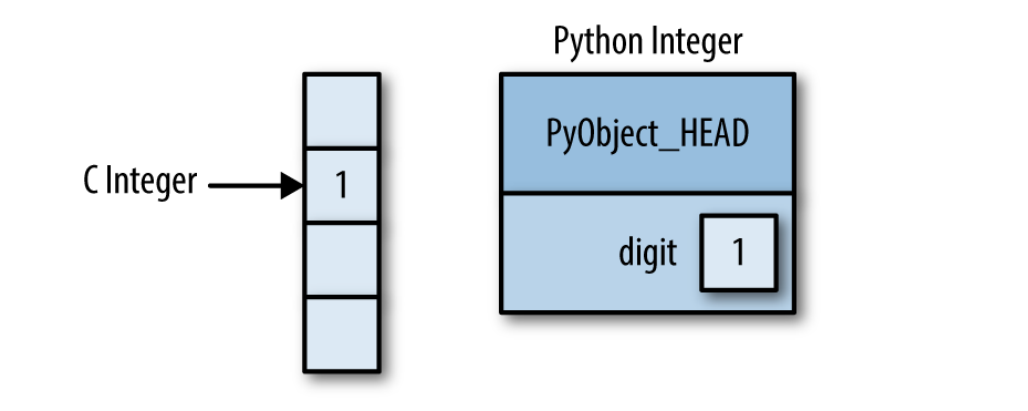 Python Integer
PyObject_HEAD
C Integer
1
digit
1